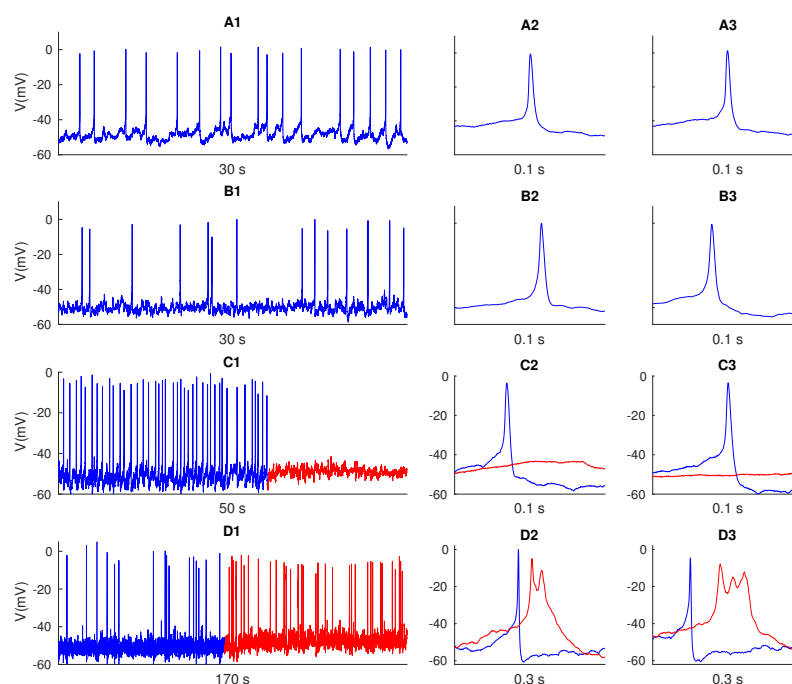 A1 A2 A3
V(mV)
0
-20
-40
-60
30 s 0.1 s 0.1 s
B1 B2 B3
V(mV)
0
-20
-40
-60
30 s 0.1 s 0.1 s
C1 C2 C3
V(mV)
0 0 0
-20 -20 -20
-40 -40 -40
-60 -60 -60
50 s 0.1 s 0.1 s
D1 D2 D3
V(mV)
0 0 0
-20 -20 -20
-40 -40 -40
-60 -60 -60
170 s 0.3 s 0.3 s